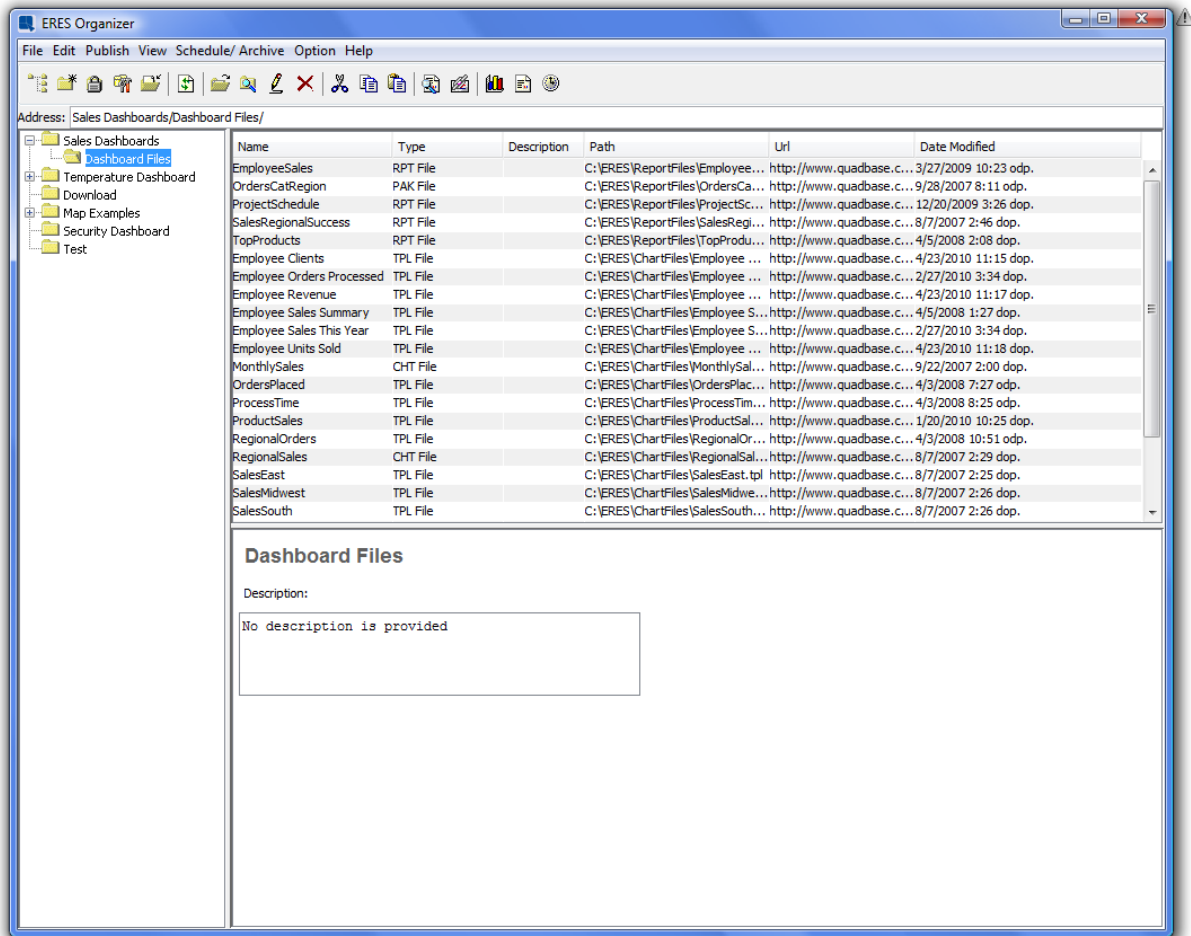 ERES Organizer
File Edit Publish View Schedule/ Archive Option Help
Address: Sales Dashboards/Dashboard Files/
Sales Dashboards
Dashboard Files
Temperature Dashboard
Download
Map Examples
Security Dashboard
Test
Name Type Description Path Url Date Modified
EmployeeSales RPT File C:\ERES\ReportFiles\Employee... http://www.quadbase.c... 3/27/2009 10:23 odp.
OrdersCatRegion PAK File C:\ERES\ReportFiles\OrdersCa... http://www.quadbase.c... 9/28/2007 8:11 odp.
ProjectSchedule RPT File C:\ERES\ReportFiles\ProjectSc... http://www.quadbase.c... 12/20/2009 3:26 dop.
SalesRegionalSuccess RPT File C:\ERES\ReportFiles\SalesRegi... http://www.quadbase.c... 8/7/2007 2:46 dop.
TopProducts RPT File C:\ERES\ReportFiles\TopProdu... http://www.quadbase.c... 4/5/2008 2:08 dop.
Employee Clients TPL File C:\ERES\ChartFiles\Employee ... http://www.quadbase.c... 4/23/2010 11:15 dop.
Employee Orders Processed TPL File C:\ERES\ChartFiles\Employee ... http://www.quadbase.c... 2/27/2010 3:34 dop.
Employee Revenue TPL File C:\ERES\ChartFiles\Employee ... http://www.quadbase.c... 4/23/2010 11:17 dop.
Employee Sales Summary TPL File C:\ERES\ChartFiles\Employee S... http://www.quadbase.c... 4/5/2008 1:27 dop.
Employee Sales This Year TPL File C:\ERES\ChartFiles\Employee S... http://www.quadbase.c... 2/27/2010 3:34 dop.
Employee Units Sold TPL File C:\ERES\ChartFiles\Employee ... http://www.quadbase.c... 4/23/2010 11:18 dop.
MonthlySales CHT File C:\ERES\ChartFiles\MonthlySal... http://www.quadbase.c... 9/22/2007 2:00 dop.
OrdersPlaced TPL File C:\ERES\ChartFiles\OrdersPlac... http://www.quadbase.c... 4/3/2008 7:27 odp.
ProcessTime TPL File C:\ERES\ChartFiles\ProcessTim... http://www.quadbase.c... 4/3/2008 8:25 odp.
ProductSales TPL File C:\ERES\ChartFiles\ProductSal... http://www.quadbase.c... 1/20/2010 10:25 dop.
RegionalOrders TPL File C:\ERES\ChartFiles\RegionalOr... http://www.quadbase.c... 4/3/2008 10:51 odp.
RegionalSales CHT File C:\ERES\ChartFiles\RegionalSal... http://www.quadbase.c... 8/7/2007 2:29 dop.
SalesEast TPL File C:\ERES\ChartFiles\SalesEast.tpl http://www.quadbase.c... 8/7/2007 2:25 dop.
SalesMidwest TPL File C:\ERES\ChartFiles\SalesMidwe... http://www.quadbase.c... 8/7/2007 2:26 dop.
SalesSouth TPL File C:\ERES\ChartFiles\SalesSouth... http://www.quadbase.c... 8/7/2007 2:26 dop.
Dashboard Files
Description:
No description is provided